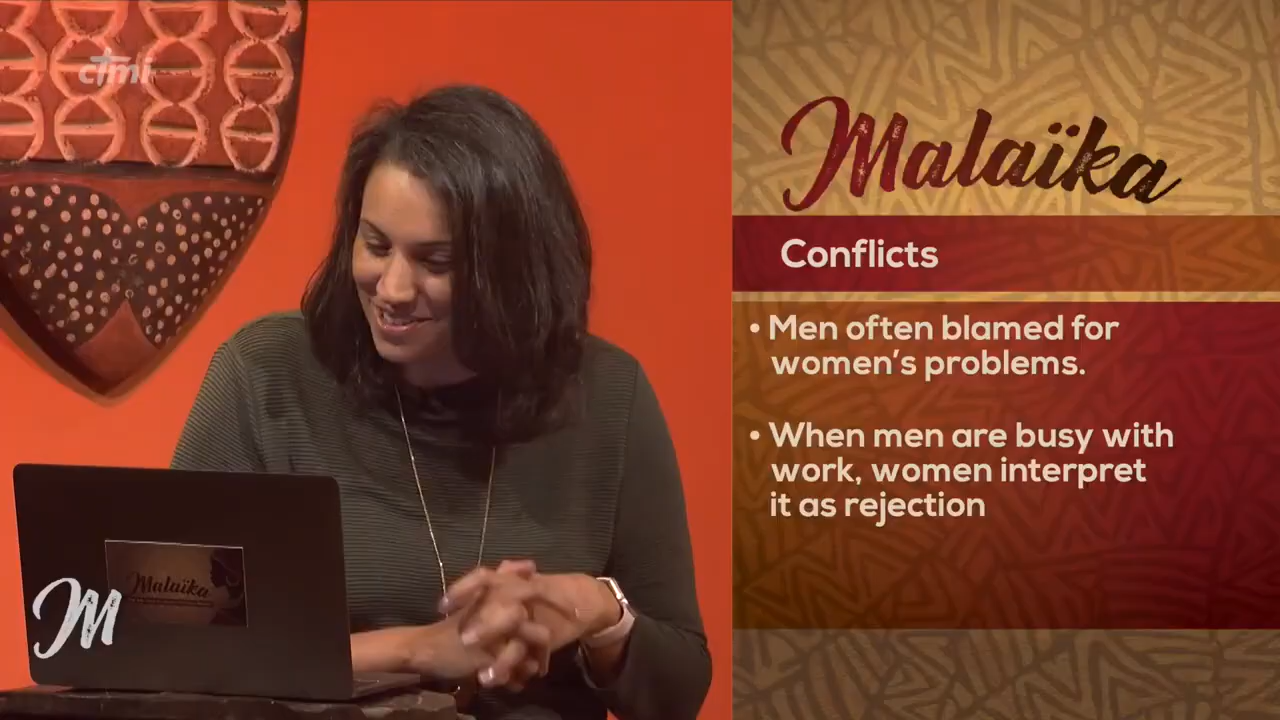 cfmi
Malaïka
Conflicts
• Men often blamed for
women's problems.
• When men are busy with
work, women interpret
it as rejection
Malaïka
M